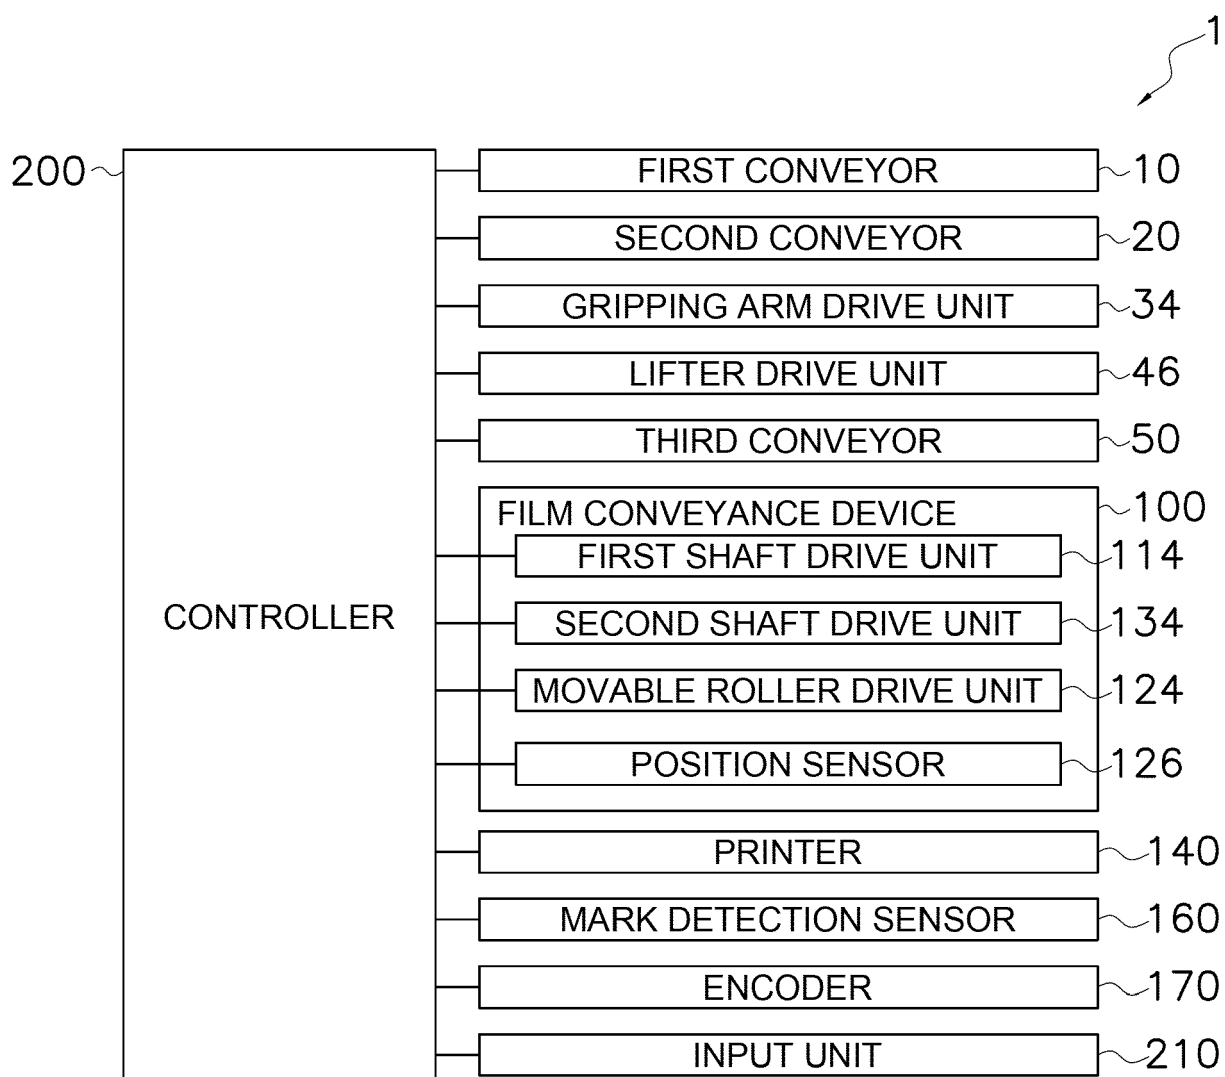 1
200
FIRST CONVEYOR 10
SECOND CONVEYOR 20
GRIPPING ARM DRIVE UNIT 34
LIFTER DRIVE UNIT 46
THIRD CONVEYOR 50
FILM CONVEYANCE DEVICE 100
FIRST SHAFT DRIVE UNIT 114
CONTROLLER
SECOND SHAFT DRIVE UNIT 134
MOVABLE ROLLER DRIVE UNIT 124
POSITION SENSOR 126
PRINTER 140
MARK DETECTION SENSOR 160
ENCODER 170
INPUT UNIT 210